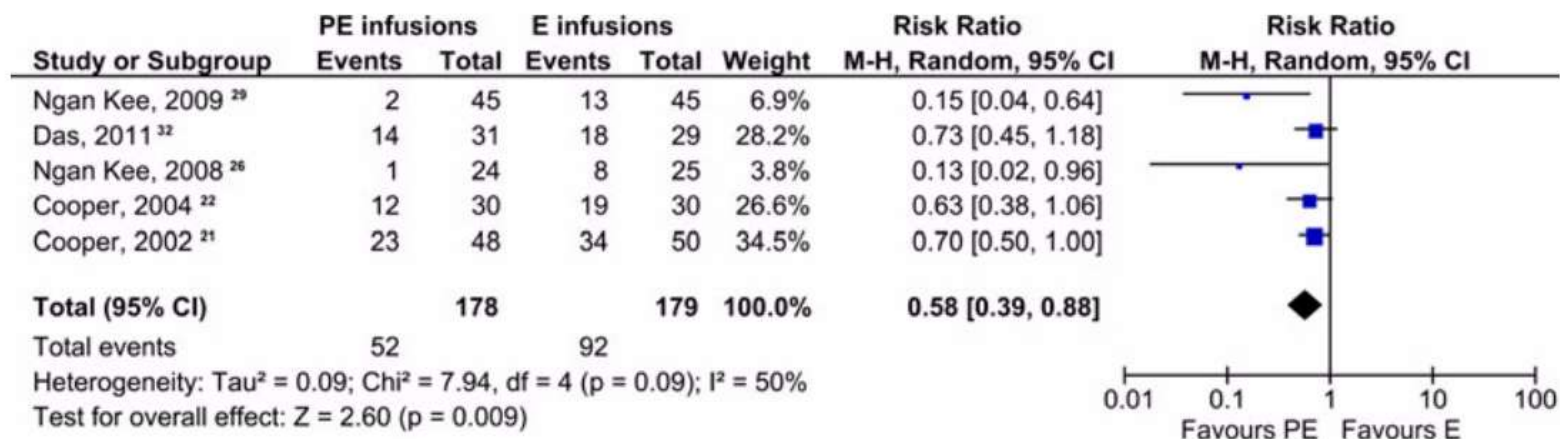 PE infusions E infusions Risk Ratio Risk Ratio
Study or Subgroup Events Total Events Total Weight M-H, Random, 95% CI M-H, Random, 95% CI
Ngan Kee, 2009 ²⁹ 2 45 13 45 6.9% 0.15 [0.04, 0.64]
Das, 2011 ³² 14 31 18 29 28.2% 0.73 [0.45, 1.18]
Ngan Kee, 2008 ²⁶ 1 24 8 25 3.8% 0.13 [0.02, 0.96]
Cooper, 2004 ²² 12 30 19 30 26.6% 0.63 [0.38, 1.06]
Cooper, 2002 ²¹ 23 48 34 50 34.5% 0.70 [0.50, 1.00]
Total (95% CI) 178 179 100.0% 0.58 [0.39, 0.88]
Total events 52 92
Heterogeneity: Tau² = 0.09; Chi² = 7.94, df = 4 (p = 0.09); I² = 50%
Test for overall effect: Z = 2.60 (p = 0.009)
0.01 0.1 1 10 100
Favours PE Favours E